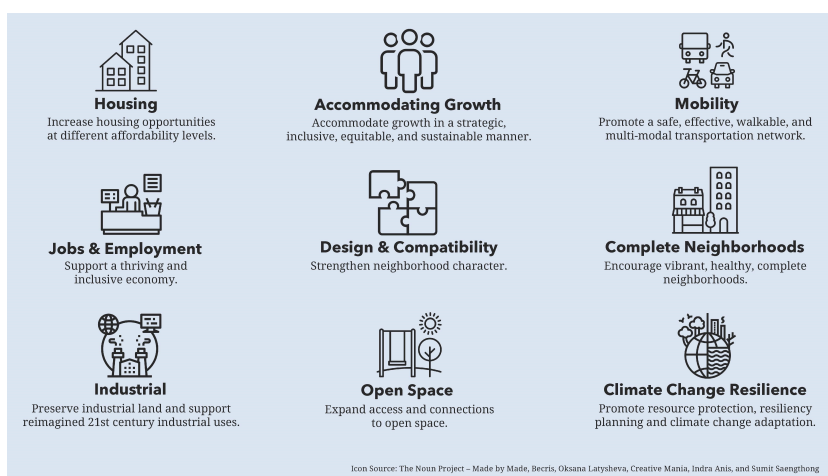 Housing
Increase housing opportunities
at different affordability levels.
Accommodating Growth
Accommodate growth in a strategic,
inclusive, equitable, and sustainable manner.
Mobility
Promote a safe, effective, walkable, and
multi-modal transportation network.
Jobs & Employment
Support a thriving and
inclusive economy.
Design & Compatibility
Strengthen neighborhood character.
Complete Neighborhoods
Encourage vibrant, healthy, complete
neighborhoods.
Industrial
Preserve industrial land and support
reimagined 21st century industrial uses.
Open Space
Expand access and connections
to open space.
Climate Change Resilience
Promote resource protection, resiliency
planning and climate change adaptation.
Icon Source: The Noun Project – Made by Made, Becris, Oksana Latysheva, Creative Mania, Indra Anis, and Sumit Saengthong